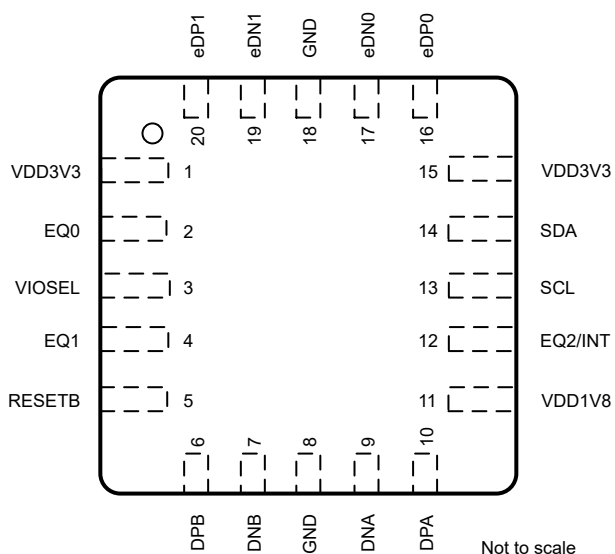 eDP1 eDN1 GND eDN0 eDP0
20 19 18 17 16
VDD3V3 1 15 VDD3V3
EQ0 2 14 SDA
VIOSEL 3 13 SCL
EQ1 4 12 EQ2/INT
RESETB 5 11 VDD1V8
6 7 8 9 10
DPB DNB GND DNA DPA
Not to scale